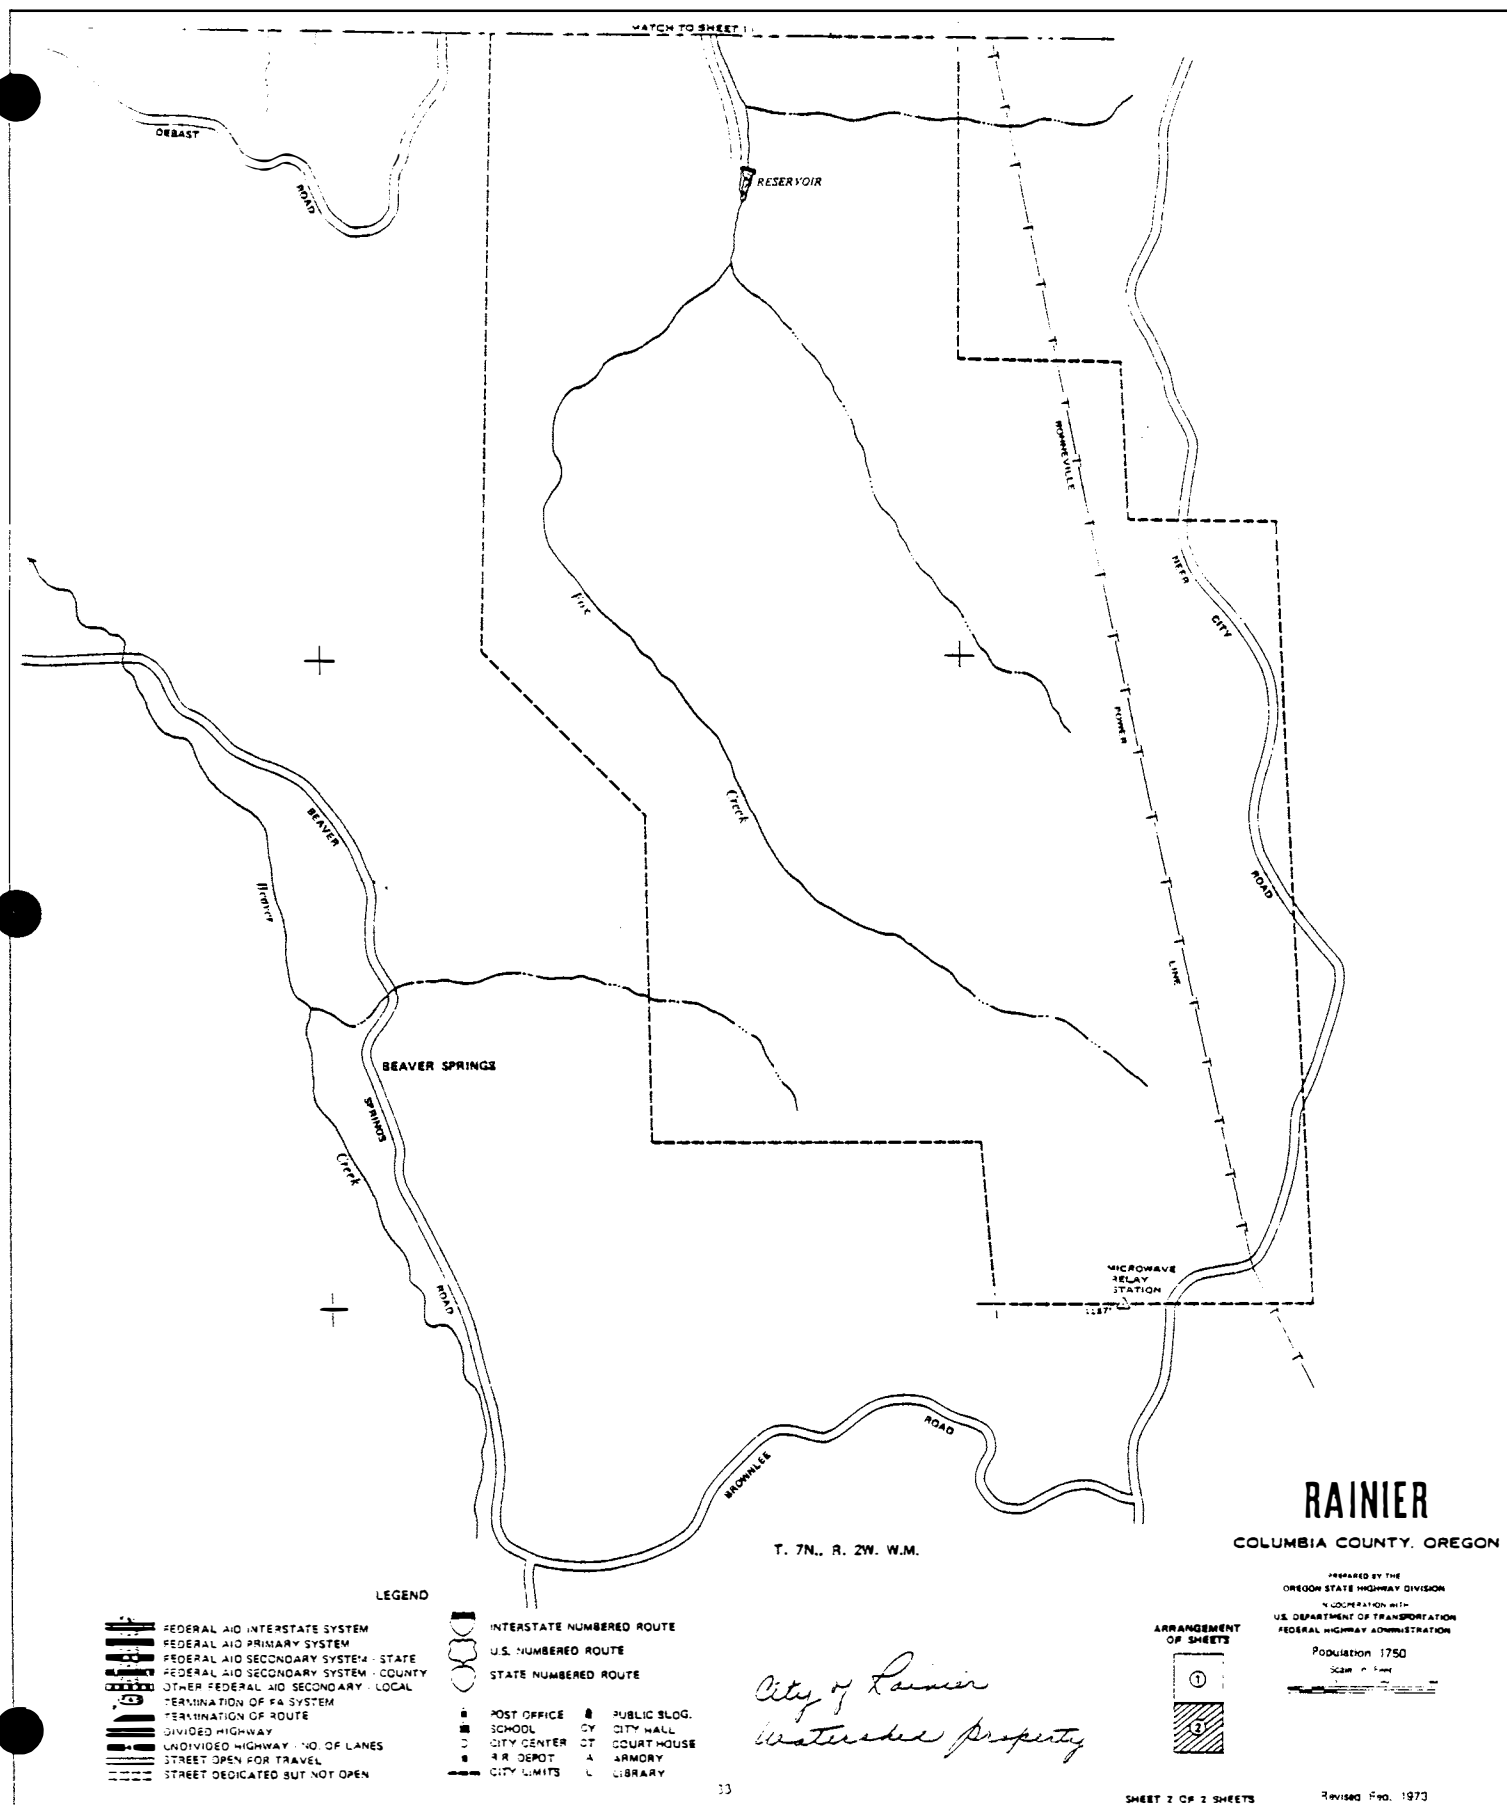 MATCH TO SHEET 1
DEBAST
ROAD
RESERVOIR
BONNEVILLE
NEER
CITY
Fox
POWER
Creek
BEAVER
ROAD
Beaver
LINE
BEAVER SPRINGS
SPRINGS
Creek
MICROWAVE
RELAY
STATION
ROAD
ROAD
BROWNLEE
RAINIER
COLUMBIA COUNTY, OREGON
T. 7N., R. 2W. W.M.
PREPARED BY THE
OREGON STATE HIGHWAY DIVISION
IN COOPERATION WITH
U.S. DEPARTMENT OF TRANSPORTATION
FEDERAL HIGHWAY ADMINISTRATION
Population 1750
Scale in Feet
LEGEND
FEDERAL AID INTERSTATE SYSTEM
FEDERAL AID PRIMARY SYSTEM
FEDERAL AID SECONDARY SYSTEM - STATE
FEDERAL AID SECONDARY SYSTEM - COUNTY
OTHER FEDERAL AID SECONDARY - LOCAL
TERMINATION OF FA SYSTEM
TERMINATION OF ROUTE
DIVIDED HIGHWAY
UNDIVIDED HIGHWAY - NO. OF LANES
STREET OPEN FOR TRAVEL
STREET DEDICATED BUT NOT OPEN
INTERSTATE NUMBERED ROUTE
U.S. NUMBERED ROUTE
STATE NUMBERED ROUTE
POST OFFICE
SCHOOL
CITY CENTER
R.R. DEPOT
CITY LIMITS
PUBLIC BLDG.
CY CITY HALL
CT COURT HOUSE
A ARMORY
L LIBRARY
City of Rainier
Watershed property
ARRANGEMENT
OF SHEETS
1
2
33
SHEET 2 OF 2 SHEETS
Revised Feb. 1973